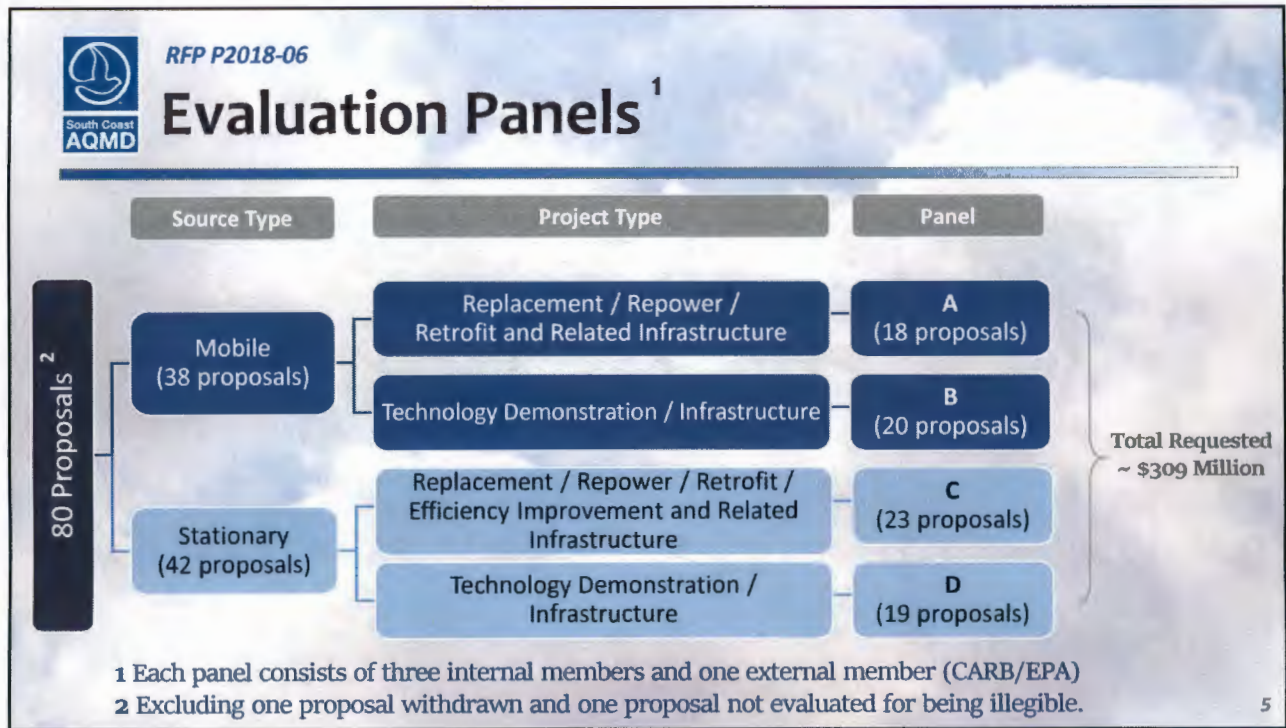 South Coast
AQMD
RFP P2018-06
Evaluation Panels 1
Source Type
Project Type
Panel
80 Proposals 2
Mobile
(38 proposals)
Replacement / Repower /
Retrofit and Related Infrastructure
A
(18 proposals)
Technology Demonstration / Infrastructure
B
(20 proposals)
Stationary
(42 proposals)
Replacement / Repower / Retrofit /
Efficiency Improvement and Related
Infrastructure
C
(23 proposals)
Technology Demonstration /
Infrastructure
D
(19 proposals)
Total Requested
~ $309 Million
1 Each panel consists of three internal members and one external member (CARB/EPA)
2 Excluding one proposal withdrawn and one proposal not evaluated for being illegible.
5